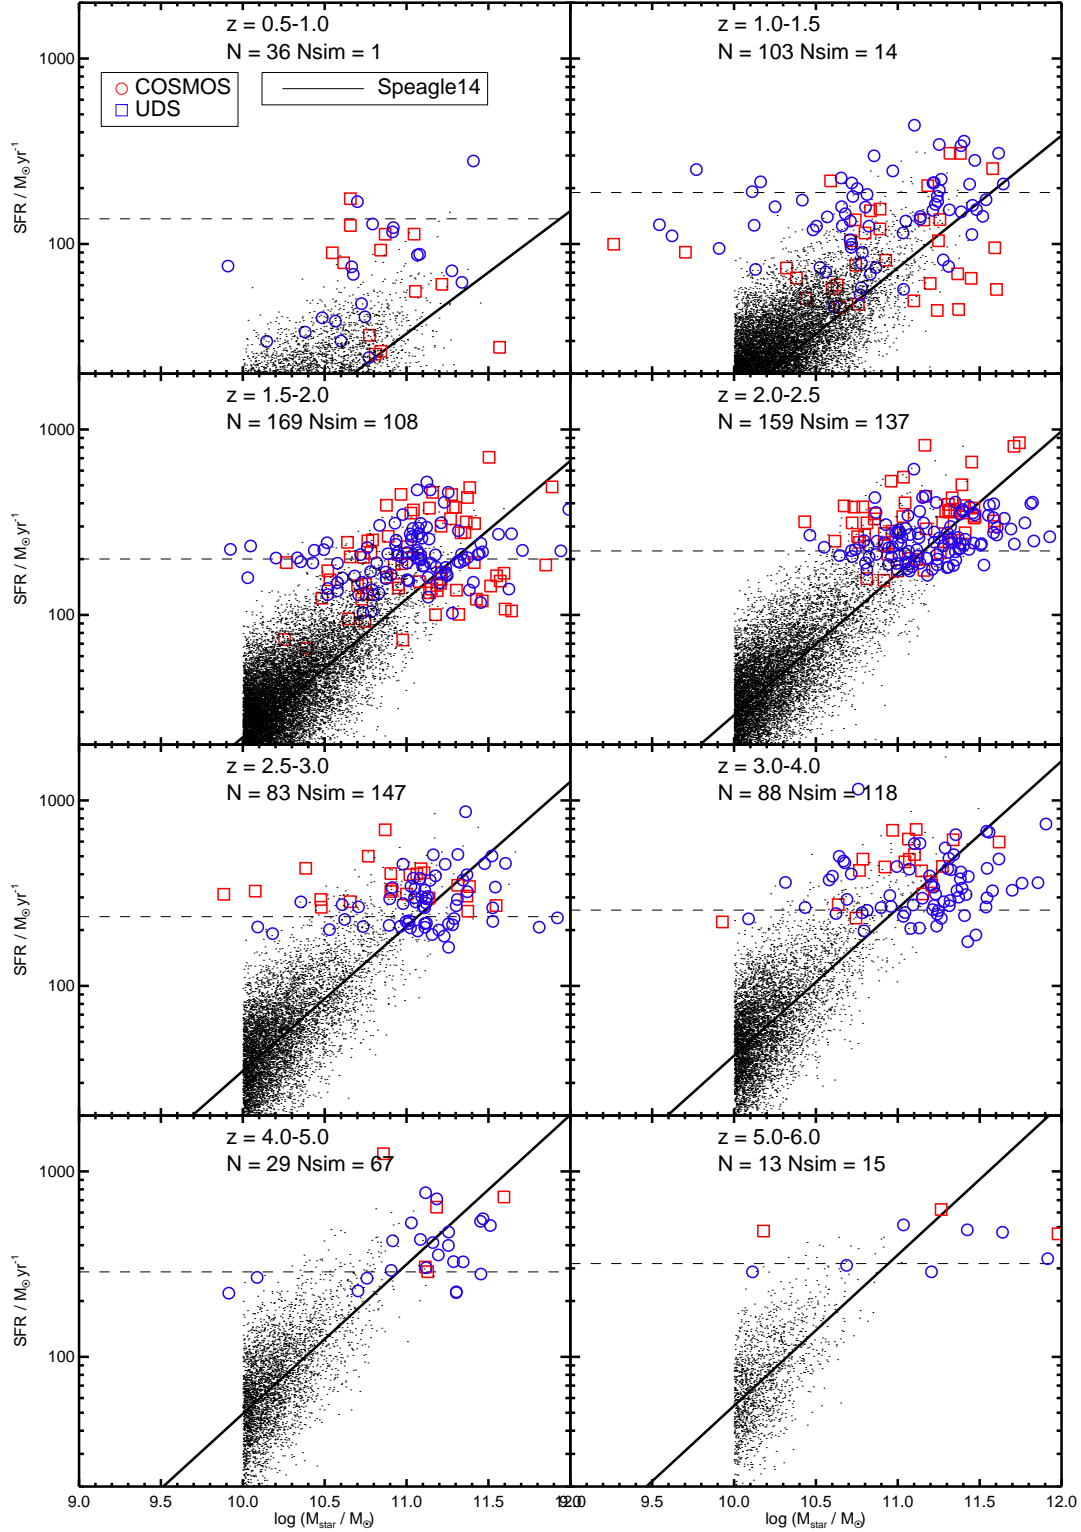 z = 0.5-1.0
N = 36 Nsim = 1
COSMOS
UDS
Speagle14
z = 1.0-1.5
N = 103 Nsim = 14
1000
100
SFR / M☉ yr⁻¹
z = 1.5-2.0
N = 169 Nsim = 108
z = 2.0-2.5
N = 159 Nsim = 137
1000
100
SFR / M☉ yr⁻¹
z = 2.5-3.0
N = 83 Nsim = 147
z = 3.0-4.0
N = 88 Nsim = 118
1000
100
SFR / M☉ yr⁻¹
z = 4.0-5.0
N = 29 Nsim = 67
z = 5.0-6.0
N = 13 Nsim = 15
1000
100
SFR / M☉ yr⁻¹
9.0 10.0 10.5 11.0 11.5 12.0
log (Mstar / M☉)
9.5 10.0 10.5 11.0 11.5 12.0
log (Mstar / M☉)